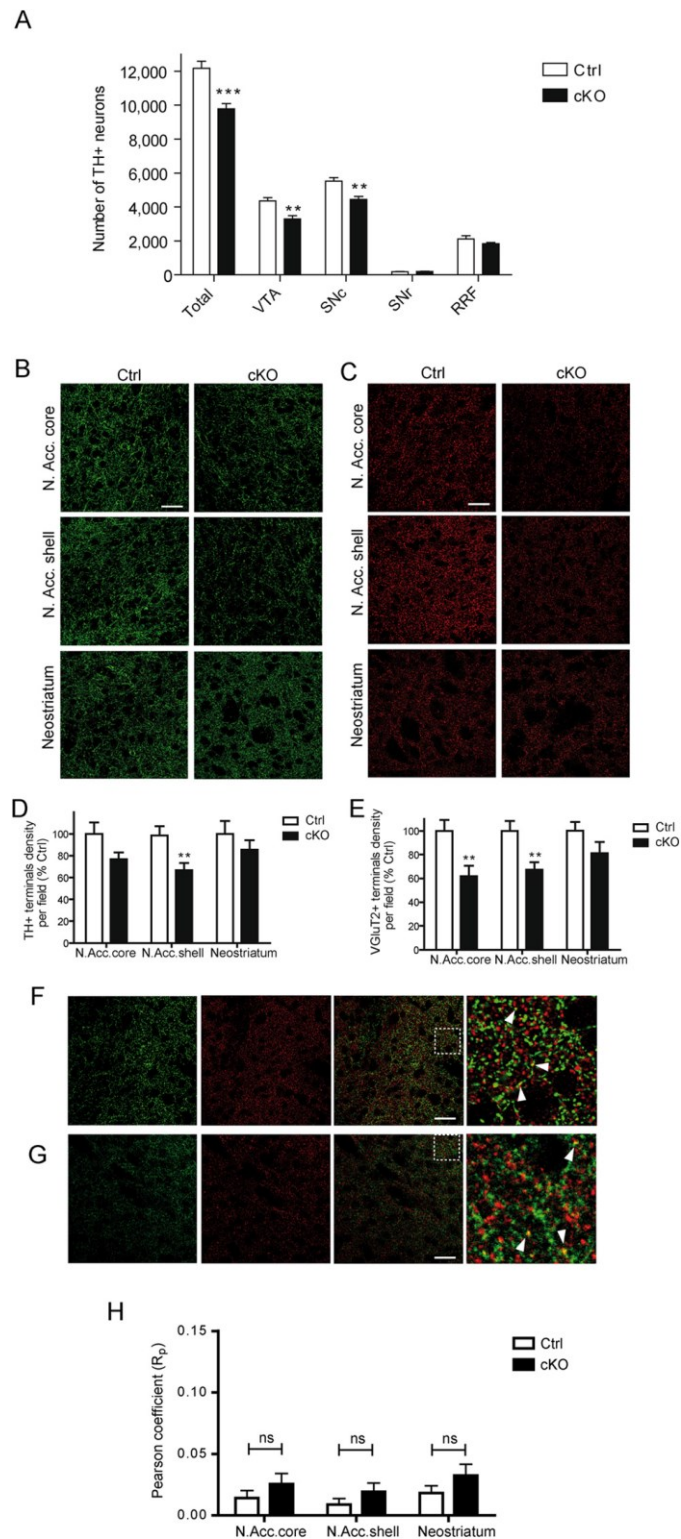 A
Ctrl
cKO
Number of TH+ neurons
12,000
10,000
8,000
6,000
4,000
2,000
0
***
**
**
Total
VTA
SNc
SNr
RRF
B
Ctrl
cKO
C
Ctrl
cKO
N. Acc. core
N. Acc. shell
Neostriatum
N. Acc. core
N. Acc. shell
Neostriatum
D
TH+ terminals density
per field (% Ctrl)
100
80
60
40
20
0
**
N.Acc.core
N.Acc.shell
Neostriatum
Ctrl
cKO
E
VGluT2+ terminals density
per field (% Ctrl)
100
80
60
40
20
0
**
**
N.Acc.core
N.Acc.shell
Neostriatum
Ctrl
cKO
F
G
H
Pearson coefficient (Rp)
0.15
0.10
0.05
0.00
ns
ns
ns
N.Acc.core
N.Acc.shell
Neostriatum
Ctrl
cKO